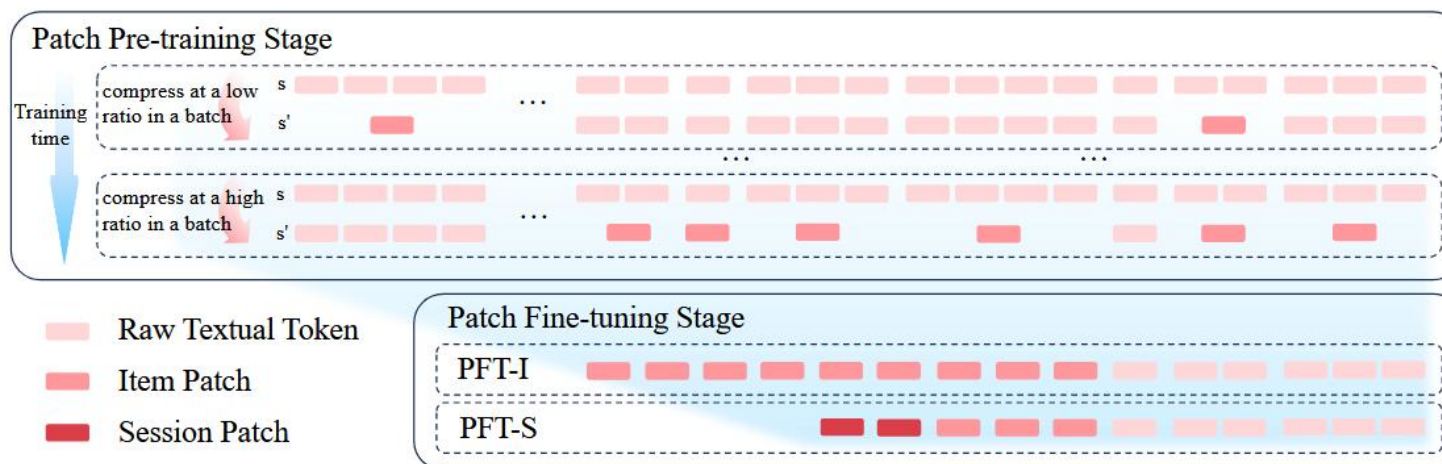 Patch Pre-training Stage
Training
time
compress at a low
ratio in a batch
s
...
s'
...
...
compress at a high
ratio in a batch
s
...
s'
Raw Textual Token
Item Patch
Session Patch
Patch Fine-tuning Stage
PFT-I
PFT-S